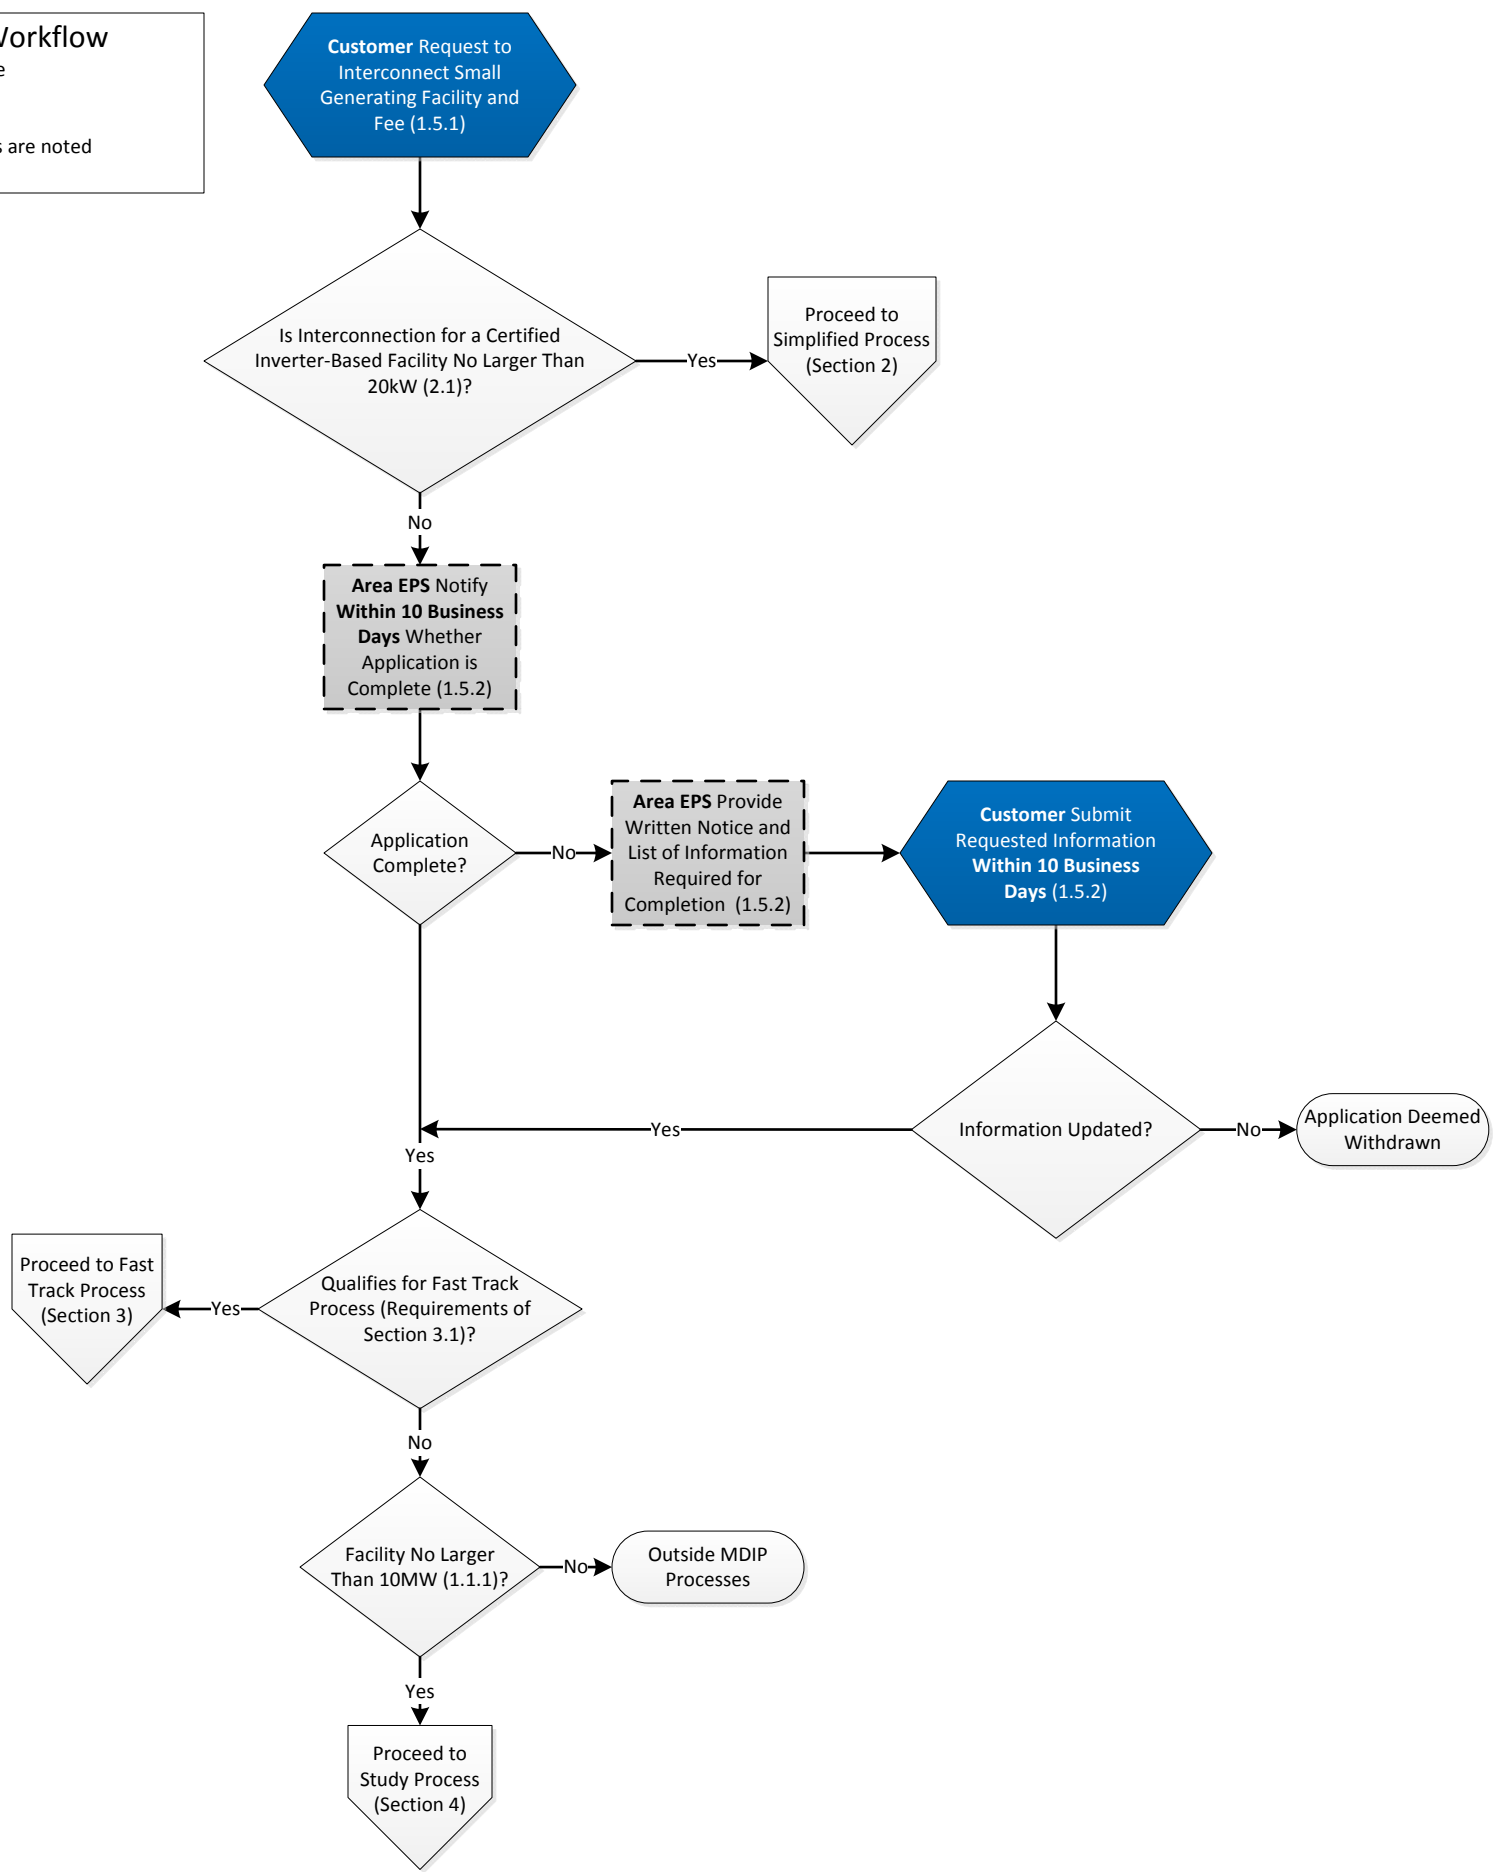 Workflow
e
s are noted
Customer Request to
Interconnect Small
Generating Facility and
Fee (1.5.1)
Is Interconnection for a Certified
Inverter-Based Facility No Larger Than
20kW (2.1)?
Yes
Proceed to
Simplified Process
(Section 2)
No
Area EPS Notify
Within 10 Business
Days Whether
Application is
Complete (1.5.2)
Application
Complete?
No
Area EPS Provide
Written Notice and
List of Information
Required for
Completion (1.5.2)
Customer Submit
Requested Information
Within 10 Business
Days (1.5.2)
Information Updated?
No
Application Deemed
Withdrawn
Yes
Yes
Qualifies for Fast Track
Process (Requirements of
Section 3.1)?
Yes
Proceed to Fast
Track Process
(Section 3)
No
Facility No Larger
Than 10MW (1.1.1)?
No
Outside MDIP
Processes
Yes
Proceed to
Study Process
(Section 4)